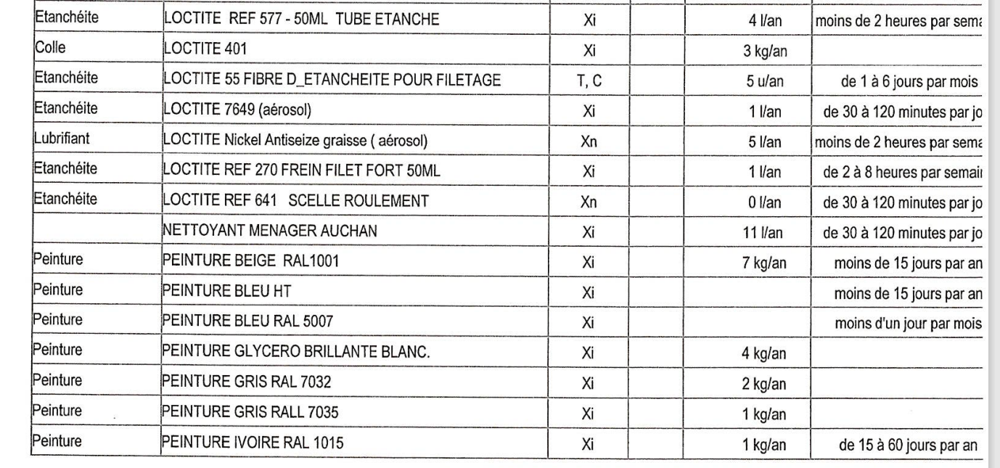 Etanchéite LOCTITE REF 577 - 50ML TUBE ETANCHE Xi 4 l/an moins de 2 heures par
Colle LOCTITE 401 Xi 3 kg/an
Etanchéite LOCTITE 55 FIBRE D_ETANCHEITE POUR FILETAGE T, C 5 u/an de 1 à 6 jours par mois
Etanchéite LOCTITE 7649 (aérosol) Xi 1 l/an de 30 à 120 minutes par jo
Lubrifiant LOCTITE Nickel Antiseize graisse ( aérosol) Xn 5 l/an moins de 2 heures par
Etanchéite LOCTITE REF 270 FREIN FILET FORT 50ML Xi 1 l/an de 2 à 8 heures par semai
Etanchéite LOCTITE REF 641 SCELLE ROULEMENT Xn 0 l/an de 30 à 120 minutes par jo
NETTOYANT MENAGER AUCHAN Xi 11 l/an de 30 à 120 minutes par jo
Peinture PEINTURE BEIGE RAL1001 Xi 7 kg/an moins de 15 jours par an
Peinture PEINTURE BLEU HT Xi moins de 15 jours par an
Peinture PEINTURE BLEU RAL 5007 Xi moins d'un jour par mois
Peinture PEINTURE GLYCERO BRILLANTE BLANC. Xi 4 kg/an
Peinture PEINTURE GRIS RAL 7032 Xi 2 kg/an
Peinture PEINTURE GRIS RALL 7035 Xi 1 kg/an
Peinture PEINTURE IVOIRE RAL 1015 Xi 1 kg/an de 15 à 60 jours par an